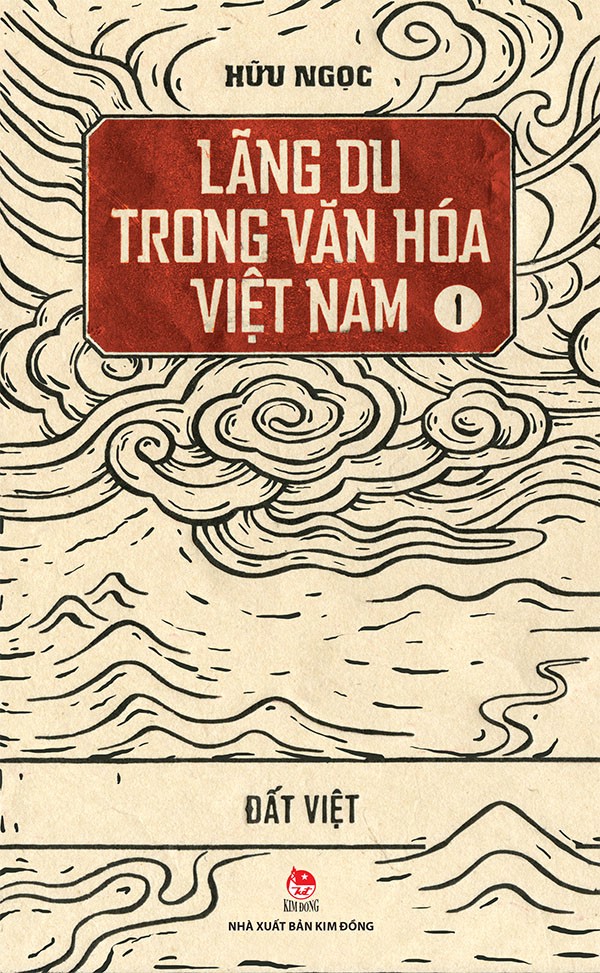 HỮU NGỌC
LÃNG DU
TRONG VĂN HÓA
VIỆT NAM 1
ĐẤT VIỆT
KIM ĐỒNG
NHÀ XUẤT BẢN KIM ĐỒNG